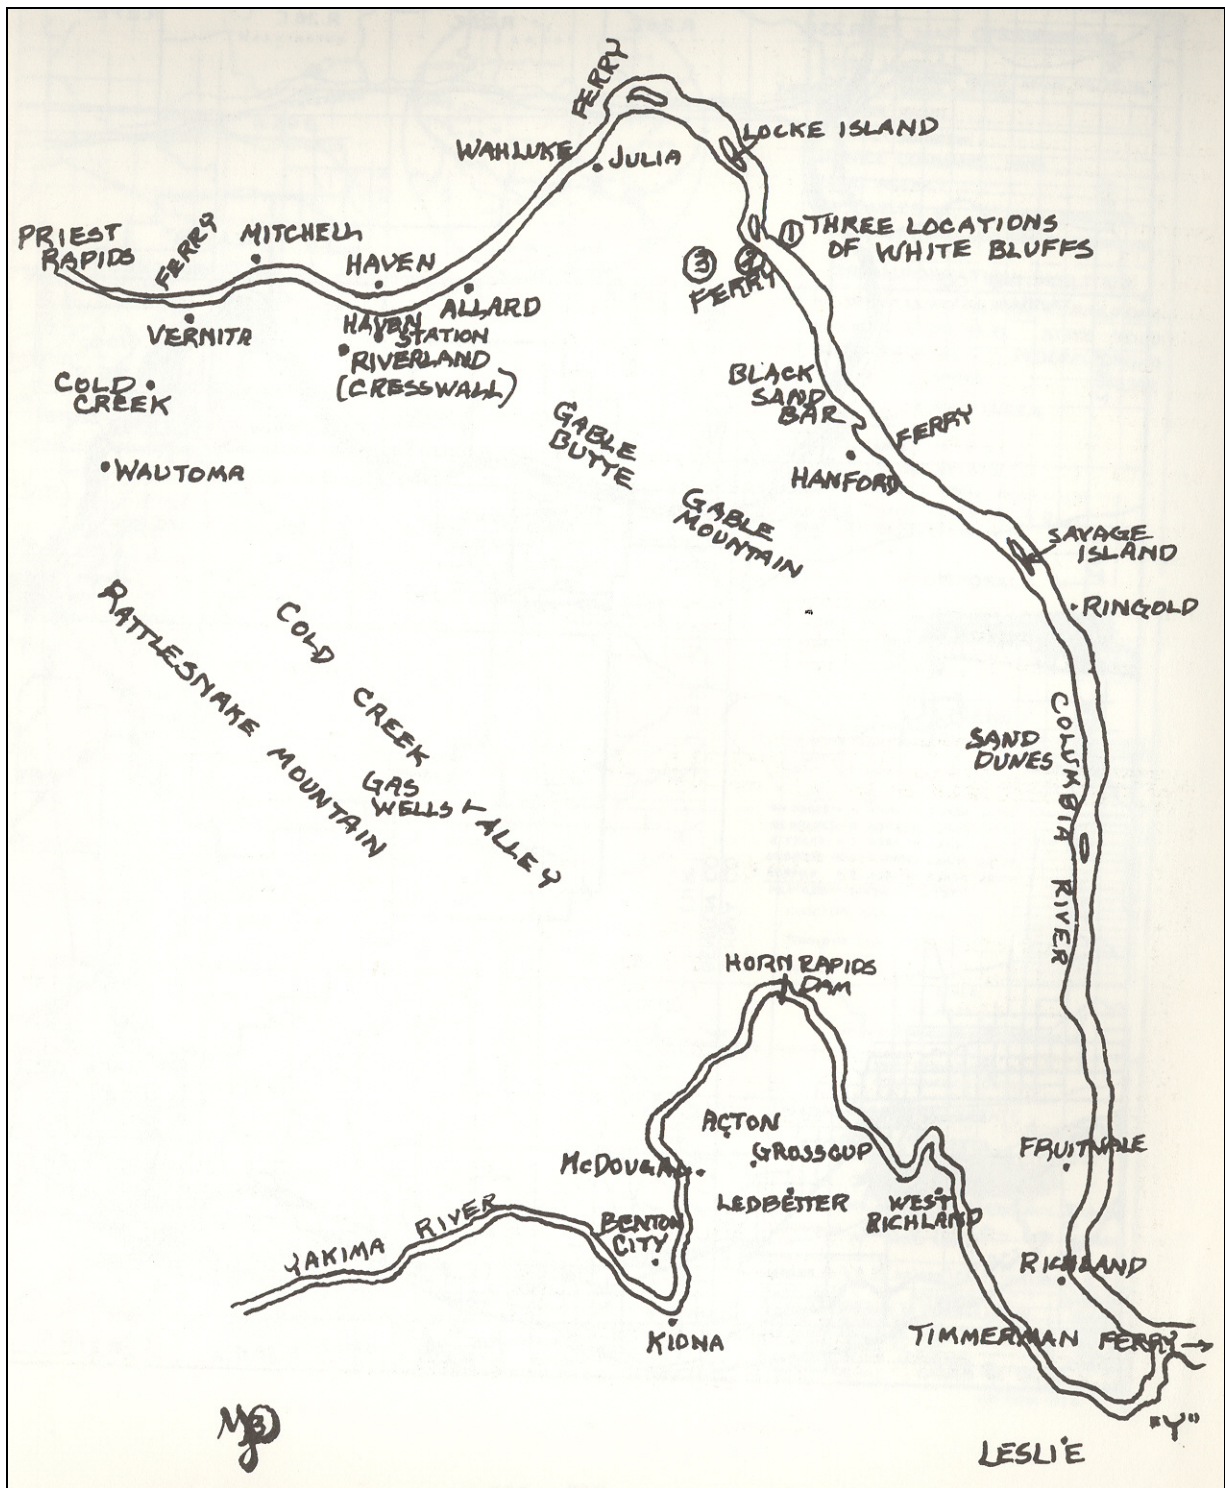 FERRY
LOCKE ISLAND
WAHLUKE
JULIA
PRIEST
RAPIDS
FERRY
MITCHELL
HAVEN
① THREE LOCATIONS
OF WHITE BLUFFS
③ ②
FERRY
ALLARD
VERNITA
HAVEN
STATION
RIVERLAND
(CRESSWALL)
COLD
CREEK
BLACK
SAND
BAR
GABLE
BUTTE
FERRY
WAUTOMA
HANFORD
GABLE
MOUNTAIN
SAVAGE
ISLAND
RINGOLD
RATTLESNAKE MOUNTAIN
COLD CREEK VALLEY
GAS
WELLS
SAND
DUNES
COLUMBIA RIVER
HORN RAPIDS
DAM
ACTON
GROSSCUP
FRUITVALE
McDOUGAL
LEDBETTER
WEST
RICHLAND
BENTON
CITY
YAKIMA RIVER
RICHLAND
KIONA
TIMMERMAN FERRY
"Y"
LESLIE